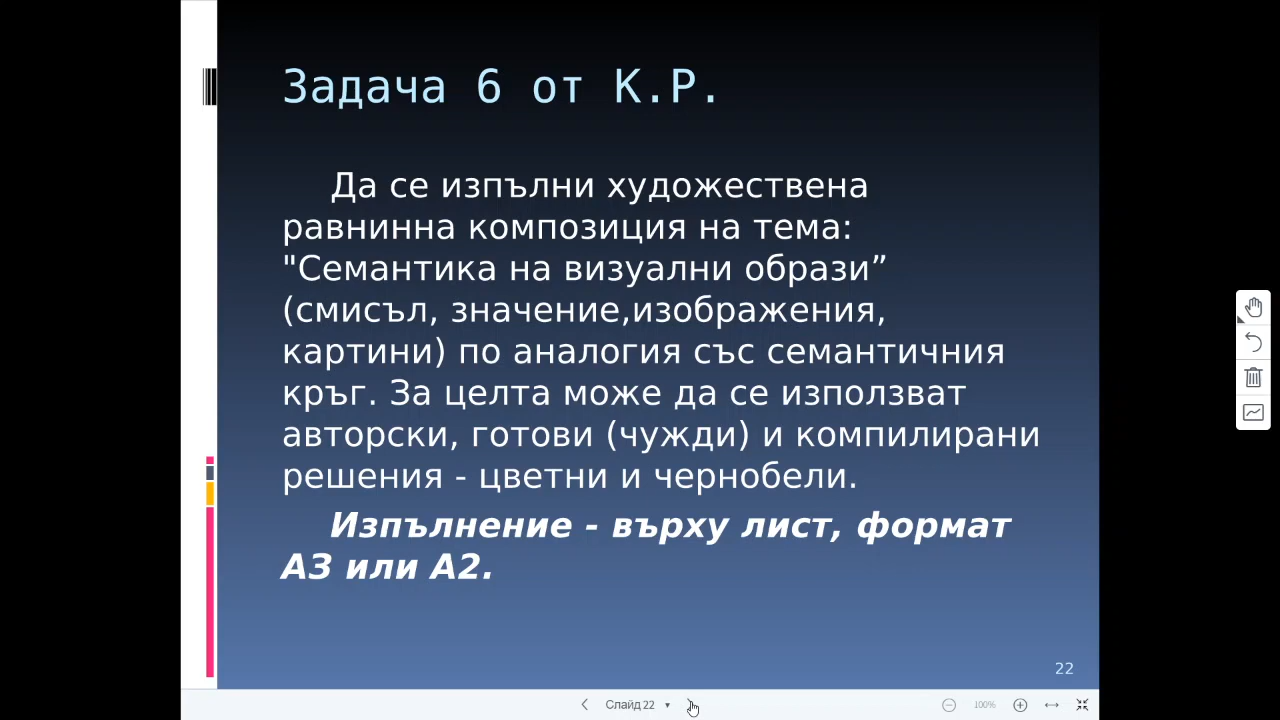 Задача 6 от К.Р.
Да се изпълни художествена
равнинна композиция на тема:
"Семантика на визуални образи”
(смисъл, значение,изображения,
картини) по аналогия със семантичния
кръг. За целта може да се използват
авторски, готови (чужди) и компилирани
решения - цветни и чернобели.
Изпълнение - върху лист, формат
А3 или А2.
22
Слайд 22
100%